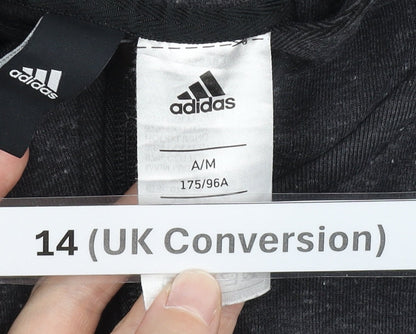 adidas
adidas
A/M
175/96A
14 (UK Conversion)